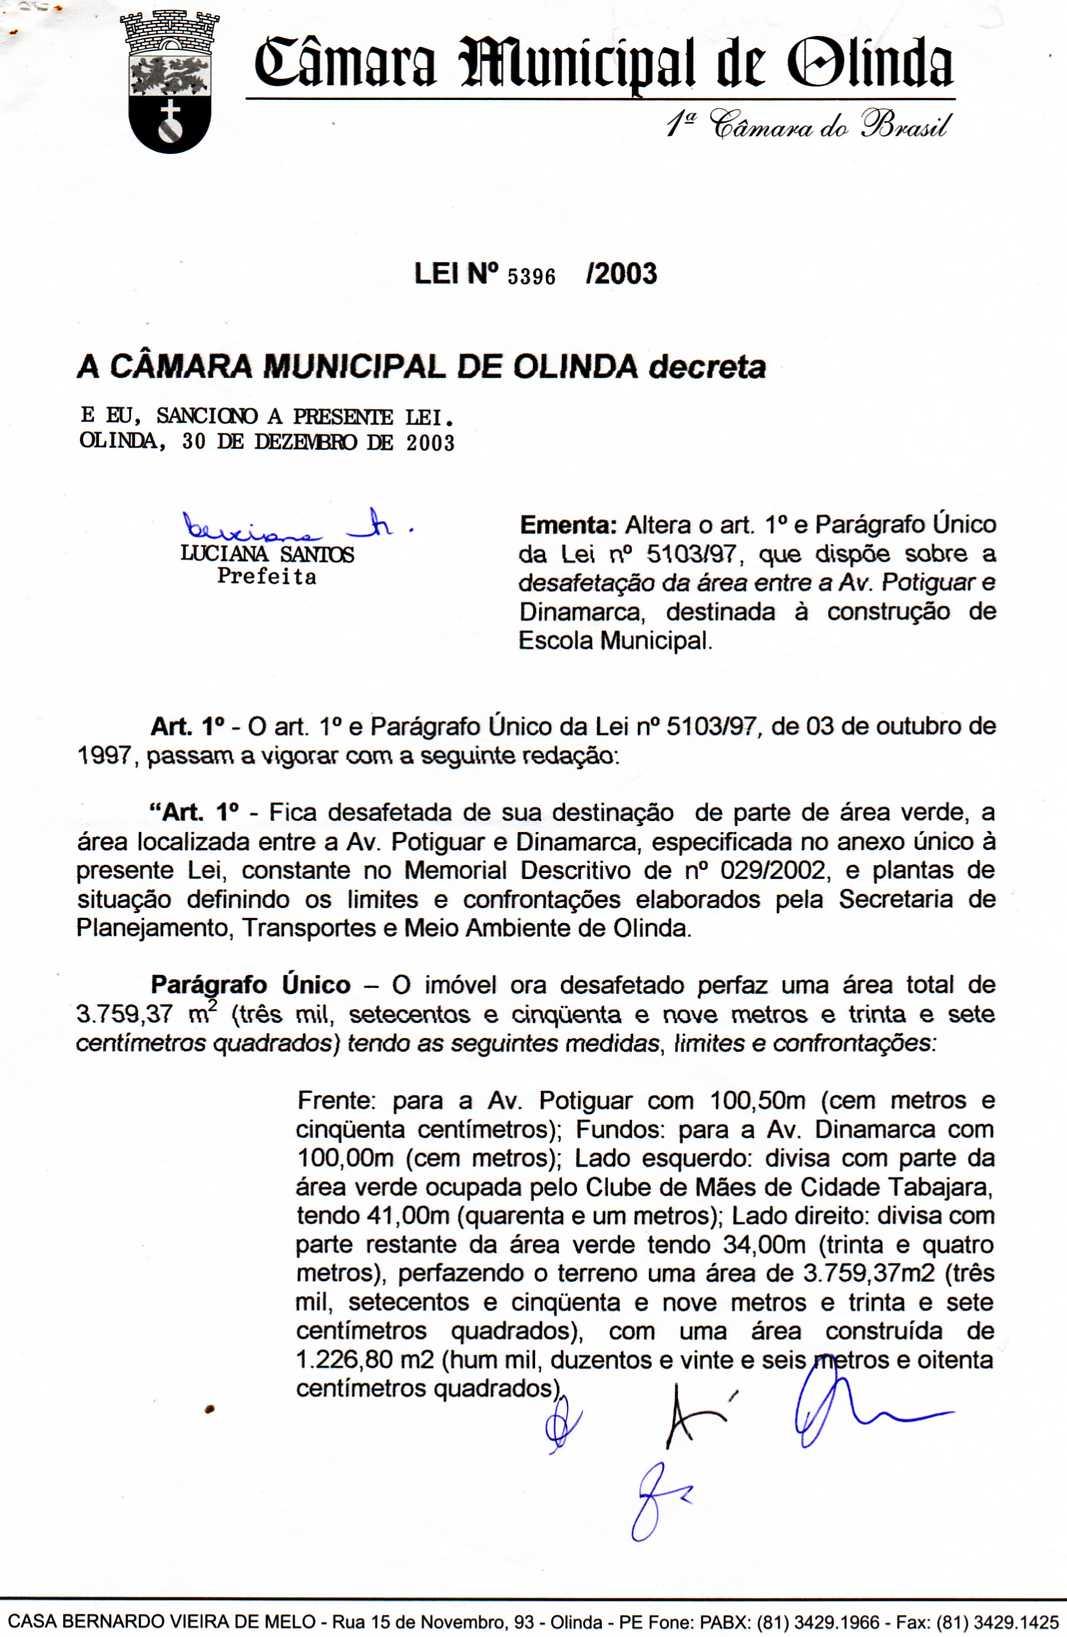 Câmara Municipal de Olinda
1ª Câmara do Brasil
LEI Nº 5396 /2003
A CÂMARA MUNICIPAL DE OLINDA decreta
E EU, SANCIONO A PRESENTE LEI.
OLINDA, 30 DE DEZEMBRO DE 2003
Luciana
LUCIANA SANTOS
Prefeita
Ementa: Altera o art. 1º e Parágrafo Único
da Lei nº 5103/97, que dispõe sobre a
desafetação da área entre a Av. Potiguar e
Dinamarca, destinada à construção de
Escola Municipal.
Art. 1º - O art. 1º e Parágrafo Único da Lei nº 5103/97, de 03 de outubro de
1997, passam a vigorar com a seguinte redação:
“Art. 1º - Fica desafetada de sua destinação de parte de área verde, a
área localizada entre a Av. Potiguar e Dinamarca, especificada no anexo único à
presente Lei, constante no Memorial Descritivo de nº 029/2002, e plantas de
situação definindo os limites e confrontações elaborados pela Secretaria de
Planejamento, Transportes e Meio Ambiente de Olinda.
Parágrafo Único – O imóvel ora desafetado perfaz uma área total de
3.759,37 m² (três mil, setecentos e cinqüenta e nove metros e trinta e sete
centímetros quadrados) tendo as seguintes medidas, limites e confrontações:
Frente: para a Av. Potiguar com 100,50m (cem metros e
cinqüenta centímetros); Fundos: para a Av. Dinamarca com
100,00m (cem metros); Lado esquerdo: divisa com parte da
área verde ocupada pelo Clube de Mães de Cidade Tabajara,
tendo 41,00m (quarenta e um metros); Lado direito: divisa com
parte restante da área verde tendo 34,00m (trinta e quatro
metros), perfazendo o terreno uma área de 3.759,37m2 (três
mil, setecentos e cinqüenta e nove metros e trinta e sete
centímetros quadrados), com uma área construída de
1.226,80 m2 (hum mil, duzentos e vinte e seis metros e oitenta
centímetros quadrados).
CASA BERNARDO VIEIRA DE MELO - Rua 15 de Novembro, 93 - Olinda - PE Fone: PABX: (81) 3429.1966 - Fax: (81) 3429.1425